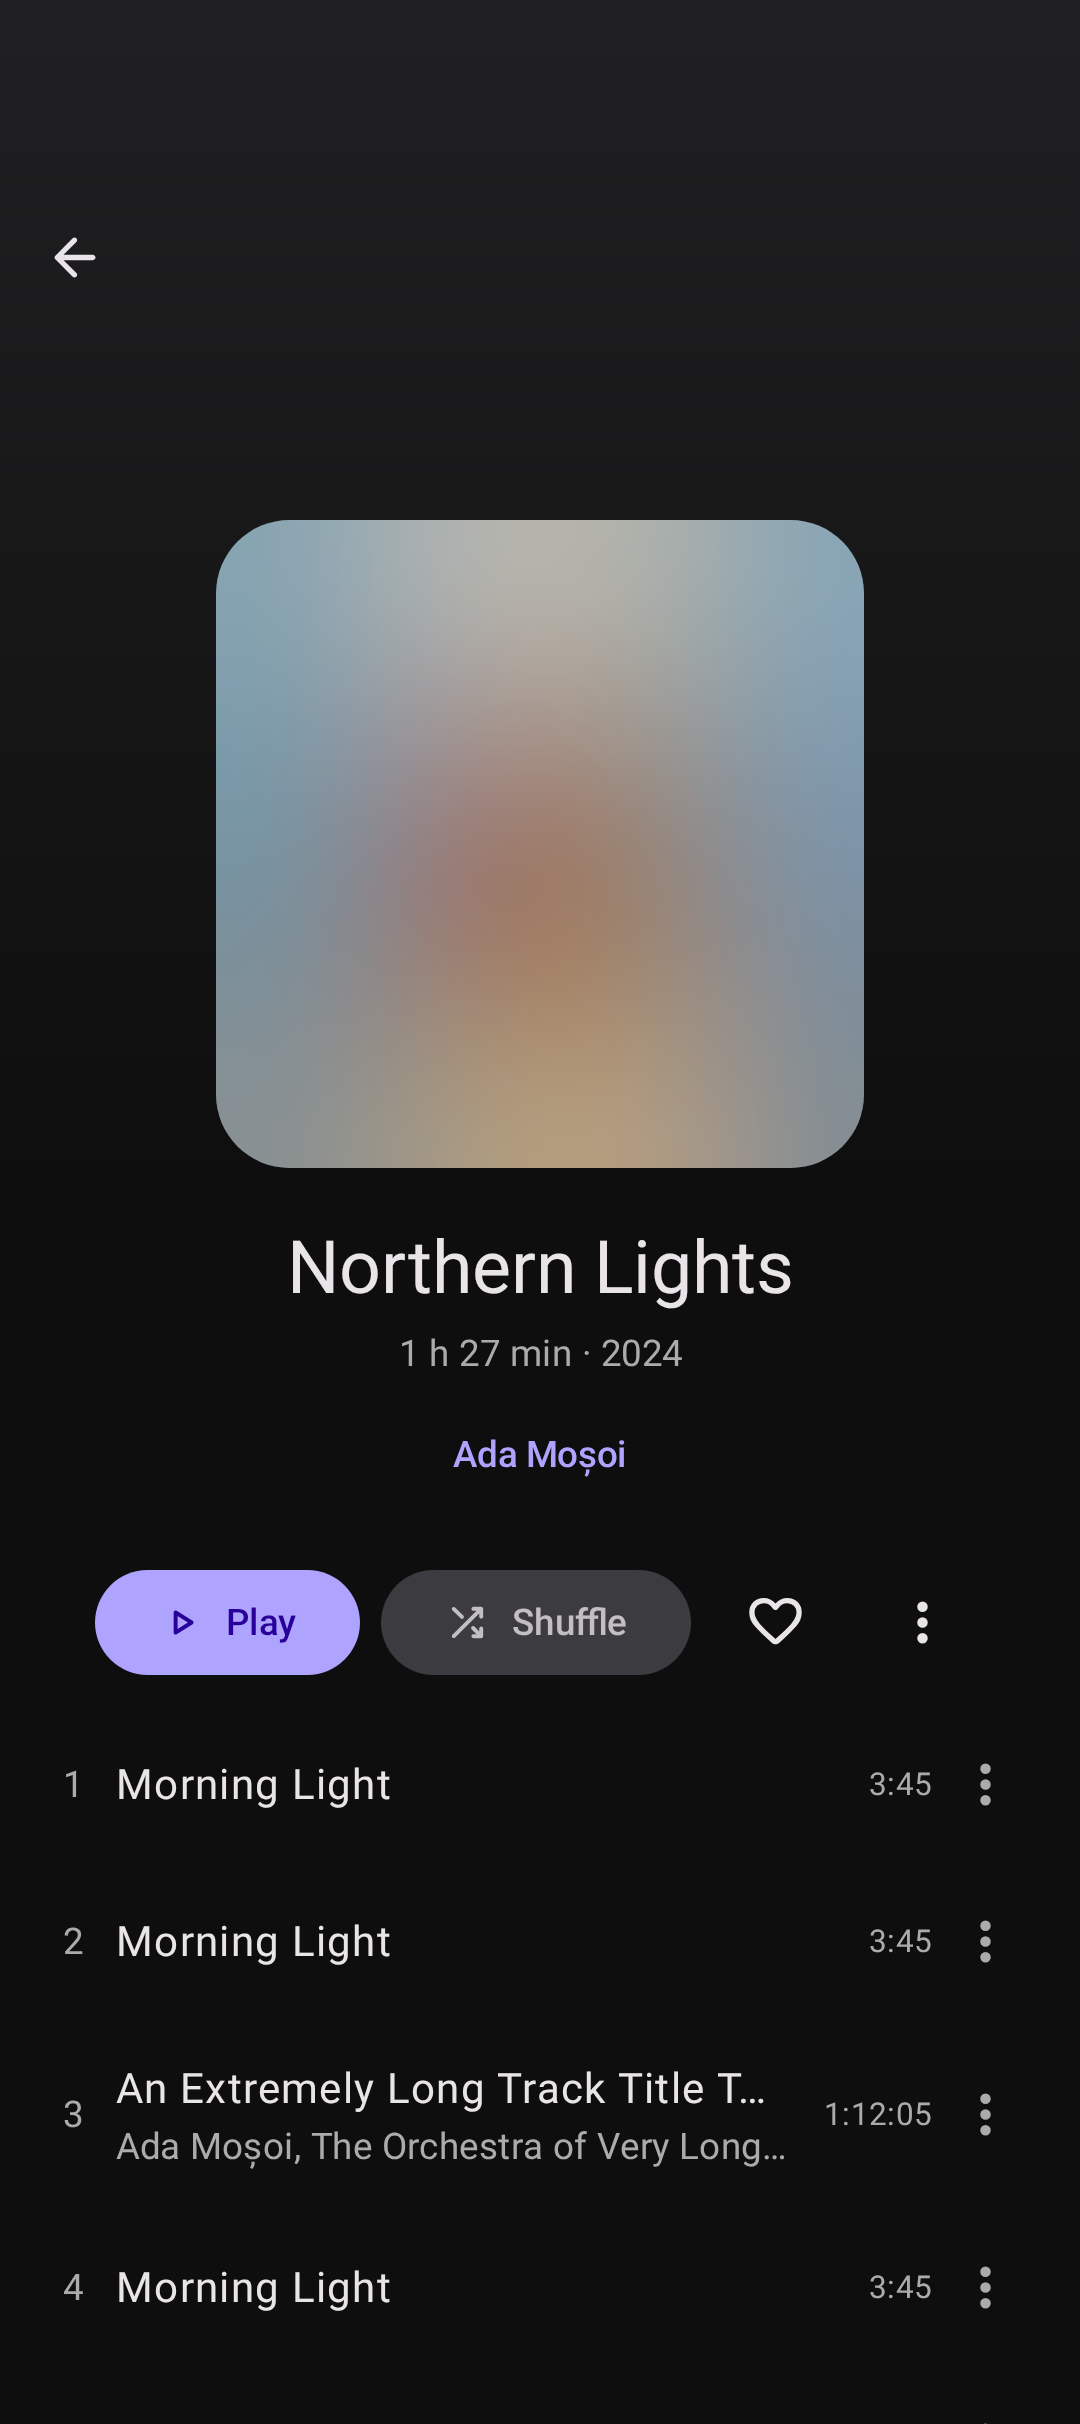 Northern Lights
1 h 27 min · 2024
Ada Moșoi
Play
Shuffle
1 Morning Light 3:45
2 Morning Light 3:45
3 An Extremely Long Track Title T… 1:12:05
Ada Moșoi, The Orchestra of Very Long…
4 Morning Light 3:45